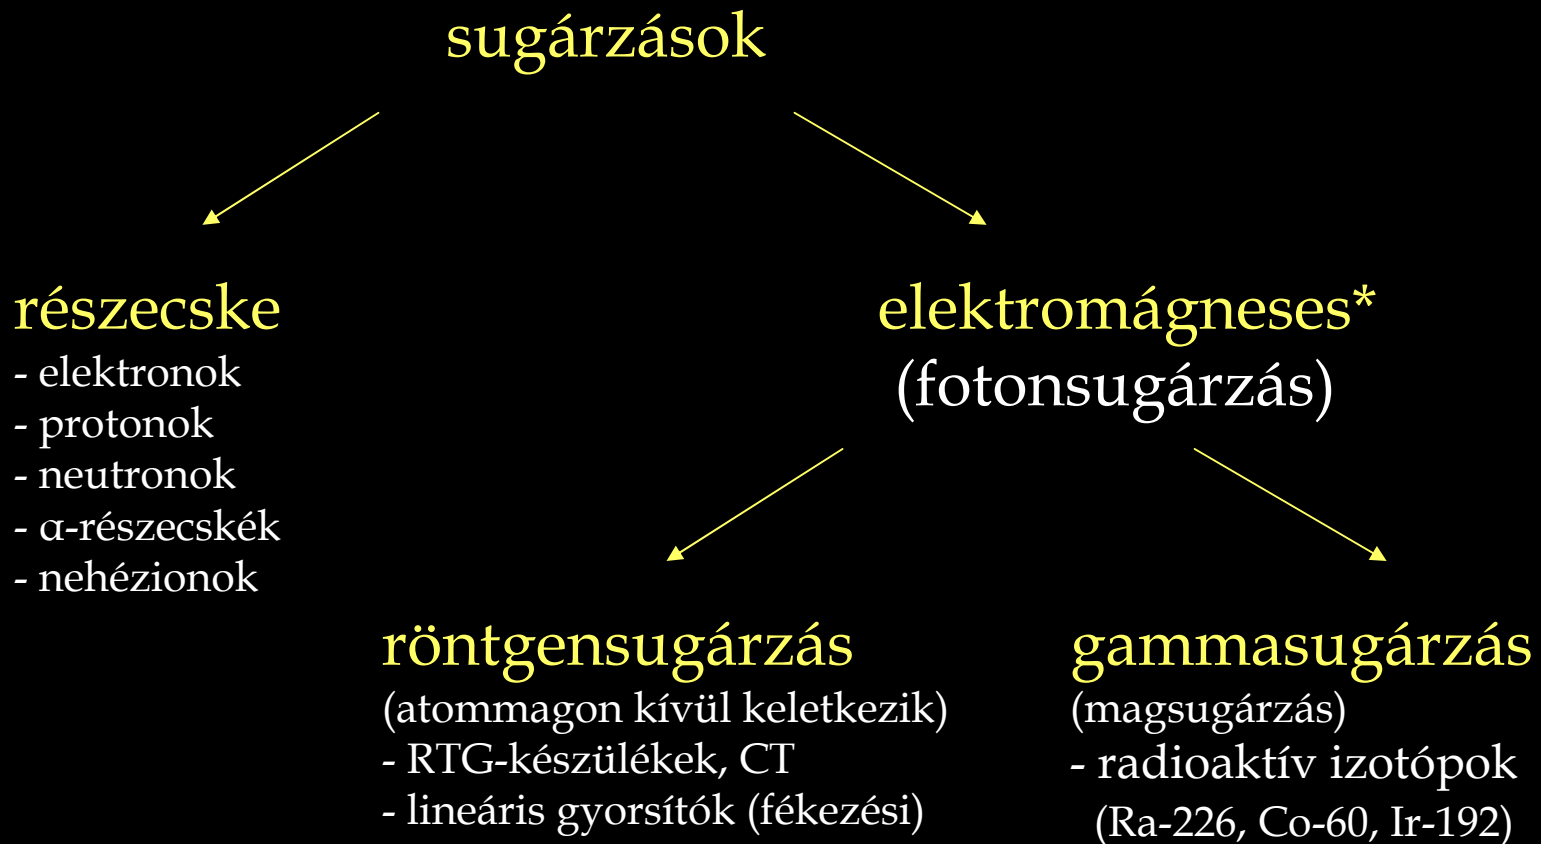 sugárzások
részecske
- elektronok
- protonok
- neutronok
- α-részecskék
- nehézionok
elektromágneses*
(fotonsugárzás)
röntgensugárzás
(atommagon kívül keletkezik)
- RTG-készülékek, CT
- lineáris gyorsítók (fékezési)
gammasugárzás
(magsugárzás)
- radioaktív izotópok
(Ra-226, Co-60, Ir-192)